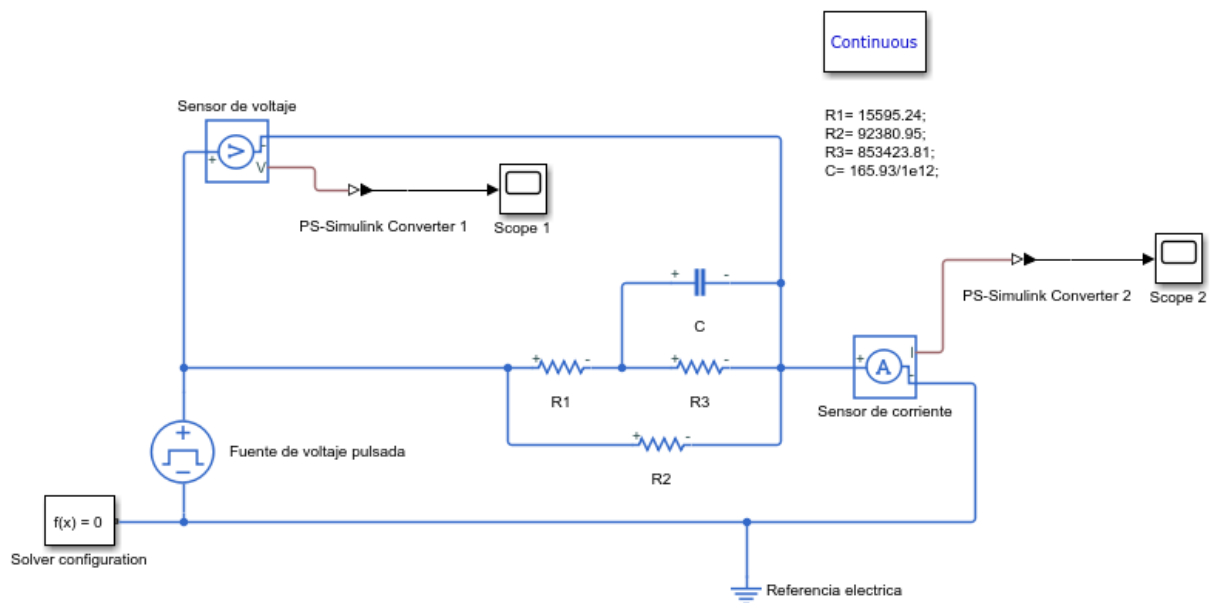 Continuous
Sensor de voltaje
R1= 15595.24;
R2= 92380.95;
R3= 853423.81;
C= 165.93/1e12;
V
+
-
V
PS-Simulink Converter 1
Scope 1
PS-Simulink Converter 2
Scope 2
+
-
C
+
-
R1
+
-
R3
+
A
I
-
Sensor de corriente
+
-
R2
+
-
Fuente de voltaje pulsada
f(x) = 0
Solver configuration
Referencia electrica